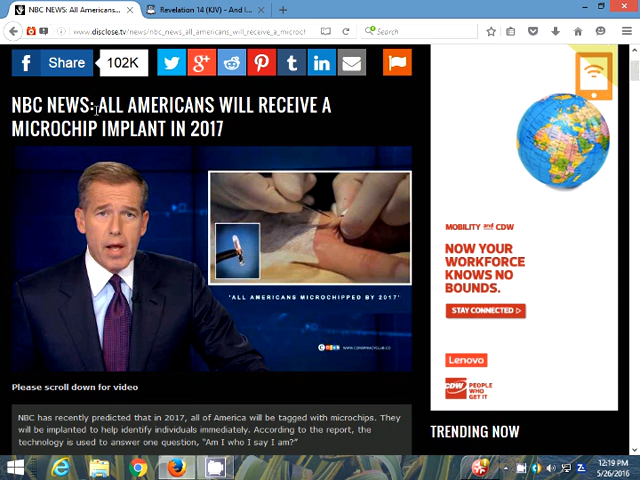 NBC NEWS: All Americans...
Revelation 14 (KJV) - And I...
www.disclose.tv/news/nbc_news_all_americans_will_receive_a_microch
Search
Share
102K
NBC NEWS: ALL AMERICANS WILL RECEIVE A
MICROCHIP IMPLANT IN 2017
'ALL AMERICANS MICROCHIPPED BY 2017'
WWW.CONSPIRACYCLUB.CO
Please scroll down for video
NBC has recently predicted that in 2017, all of America will be tagged with microchips. They
will be implanted to help identify individuals immediately. According to the report, the
technology is used to answer one question, "Am I who I say I am?"
MOBILITY and CDW
NOW YOUR
WORKFORCE
KNOWS NO
BOUNDS.
STAY CONNECTED
Lenovo
CDW
PEOPLE
WHO
GET IT
TRENDING NOW
12:19 PM
5/26/2016